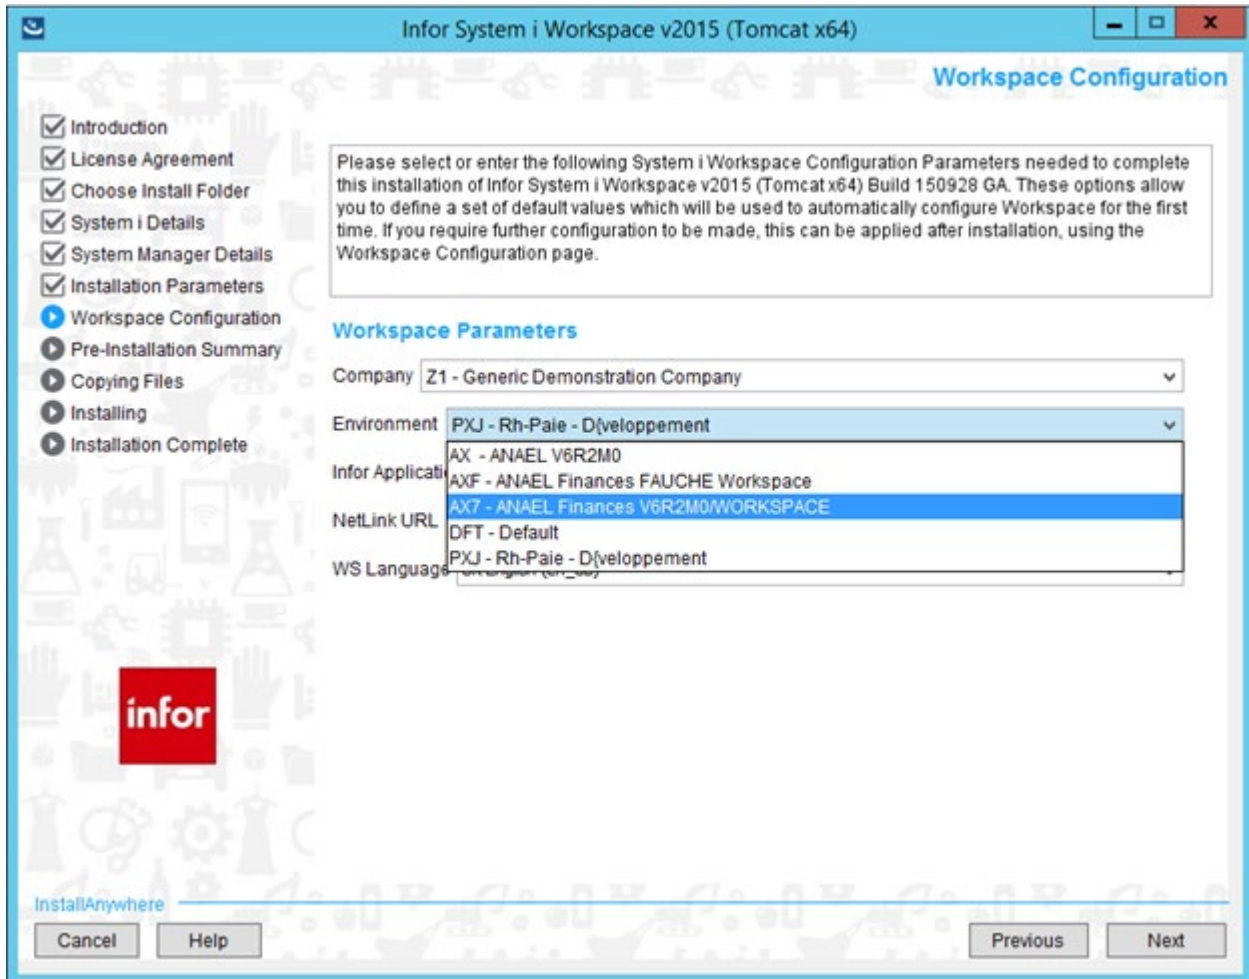 Infor System i Workspace v2015 (Tomcat x64)
Workspace Configuration
Introduction
License Agreement
Choose Install Folder
System i Details
System Manager Details
Installation Parameters
Workspace Configuration
Pre-Installation Summary
Copying Files
Installing
Installation Complete
Please select or enter the following System i Workspace Configuration Parameters needed to complete
this installation of Infor System i Workspace v2015 (Tomcat x64) Build 150928 GA. These options allow
you to define a set of default values which will be used to automatically configure Workspace for the first
time. If you require further configuration to be made, this can be applied after installation, using the
Workspace Configuration page.
Workspace Parameters
Company Z1 - Generic Demonstration Company
Environment PXJ - Rh-Paie - D{veloppement
AX - ANAEL V6R2M0
Infor Applicati
AXF - ANAEL Finances FAUCHE Workspace
AX7 - ANAEL Finances V6R2M0/WORKSPACE
NetLink URL
DFT - Default
PXJ - Rh-Paie - D{veloppement
WS Language
infor
InstallAnywhere
Cancel Help Previous Next